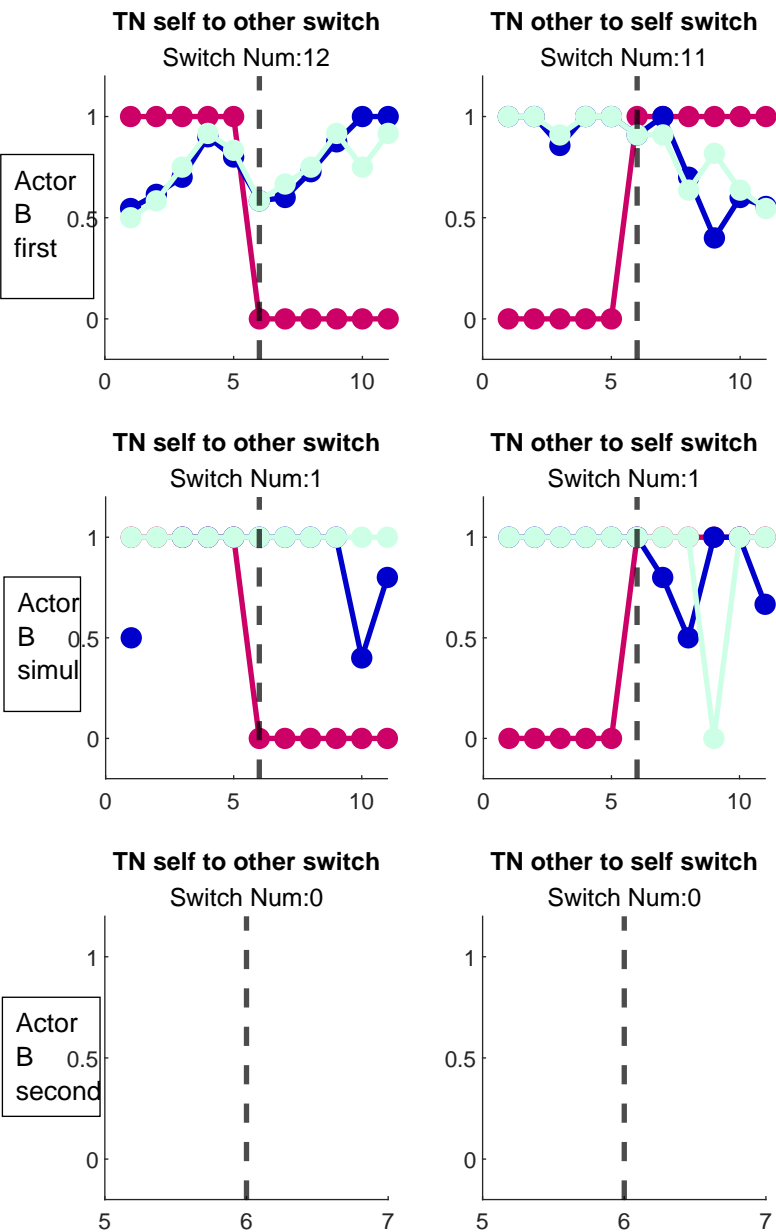 TN self to other switch
Switch Num:12
TN other to self switch
Switch Num:11
Actor
B
first
1
0.5
0
0
5
10
1
0.5
0
0
5
10
TN self to other switch
Switch Num:1
TN other to self switch
Switch Num:1
Actor
B
simul
1
0.5
0
0
5
10
1
0.5
0
0
5
10
TN self to other switch
Switch Num:0
TN other to self switch
Switch Num:0
Actor
B
second
1
0.5
0
5
6
7
1
0.5
0
5
6
7